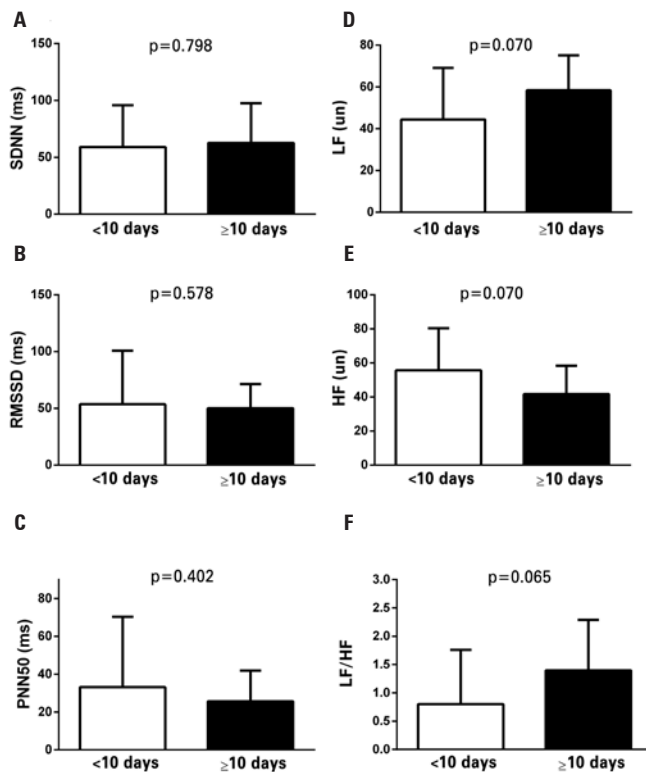 A
p=0.798
SDNN (ms)
150
100
50
0
<10 days
≥10 days
B
p=0.578
RMSSD (ms)
150
100
50
0
<10 days
≥10 days
C
p=0.402
PNN50 (ms)
80
60
40
20
0
<10 days
≥10 days
D
p=0.070
LF (un)
80
60
40
20
0
<10 days
≥10 days
E
p=0.070
HF (un)
100
80
60
40
20
0
<10 days
≥10 days
F
p=0.065
LF/HF
3.0
2.5
2.0
1.5
1.0
0.5
0.0
<10 days
≥10 days